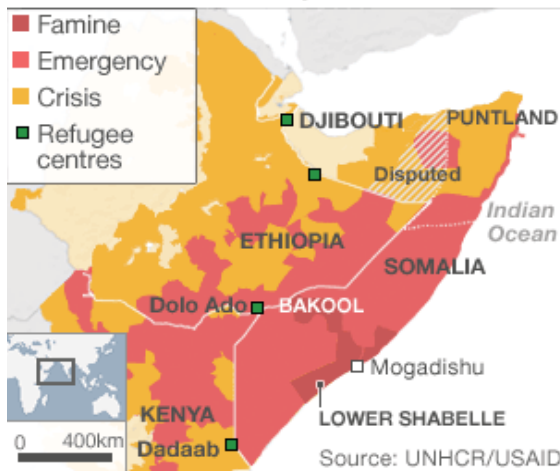 Famine
Emergency
Crisis
Refugee
centres
DJIBOUTI
PUNTLAND
Disputed
Indian
Ocean
ETHIOPIA
SOMALIA
Dolo Ado
BAKOOL
Mogadishu
KENYA
LOWER SHABELLE
Dadaab
0 400km
Source: UNHCR/USAID